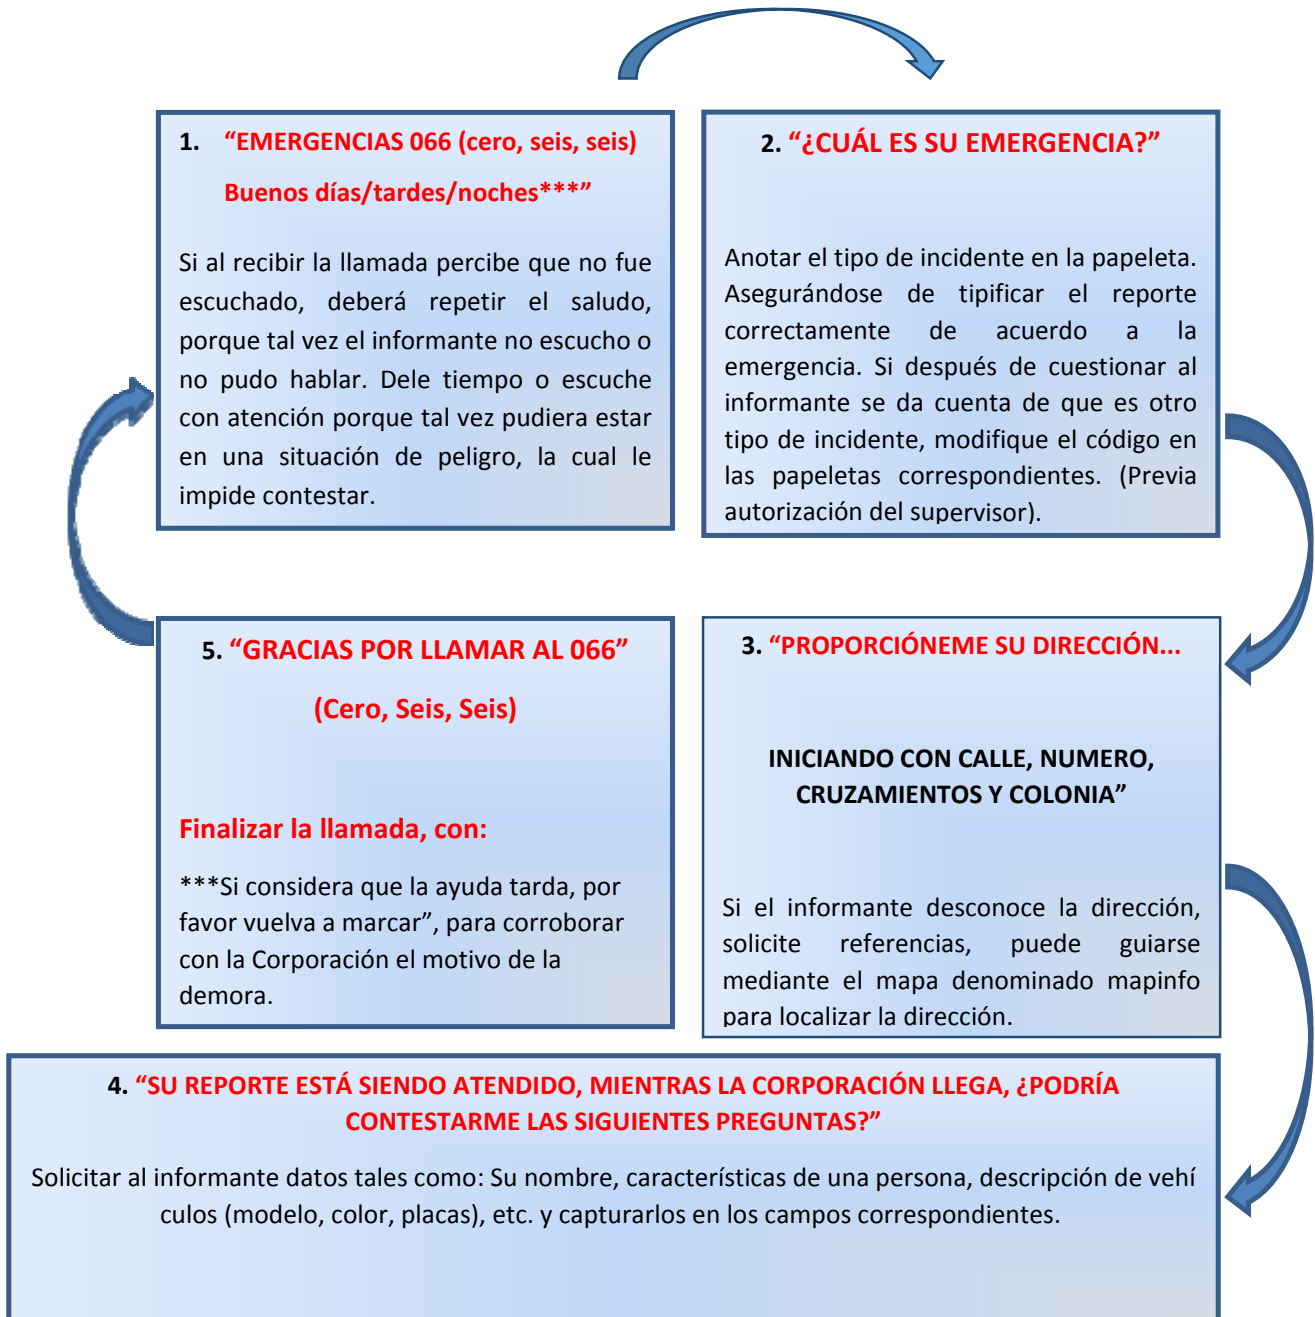 1. “EMERGENCIAS 066 (cero, seis, seis)
Buenos días/tardes/noches***”
Si al recibir la llamada percibe que no fue
escuchado, deberá repetir el saludo,
porque tal vez el informante no escucho o
no pudo hablar. Dele tiempo o escuche
con atención porque tal vez pudiera estar
en una situación de peligro, la cual le
impide contestar.
2. “¿CUÁL ES SU EMERGENCIA?”
Anotar el tipo de incidente en la papeleta.
Asegurándose de tipificar el reporte
correctamente de acuerdo a la
emergencia. Si después de cuestionar al
informante se da cuenta de que es otro
tipo de incidente, modifique el código en
las papeletas correspondientes. (Previa
autorización del supervisor).
3. “PROPORCIÓNEME SU DIRECCIÓN...
INICIANDO CON CALLE, NUMERO,
CRUZAMIENTOS Y COLONIA”
Si el informante desconoce la dirección,
solicite referencias, puede guiarse
mediante el mapa denominado mapinfo
para localizar la dirección.
4. “SU REPORTE ESTÁ SIENDO ATENDIDO, MIENTRAS LA CORPORACIÓN LLEGA, ¿PODRÍA
CONTESTARME LAS SIGUIENTES PREGUNTAS?”
Solicitar al informante datos tales como: Su nombre, características de una persona, descripción de vehí
culos (modelo, color, placas), etc. y capturarlos en los campos correspondientes.
5. “GRACIAS POR LLAMAR AL 066”
(Cero, Seis, Seis)
Finalizar la llamada, con:
***Si considera que la ayuda tarda, por
favor vuelva a marcar”, para corroborar
con la Corporación el motivo de la
demora.